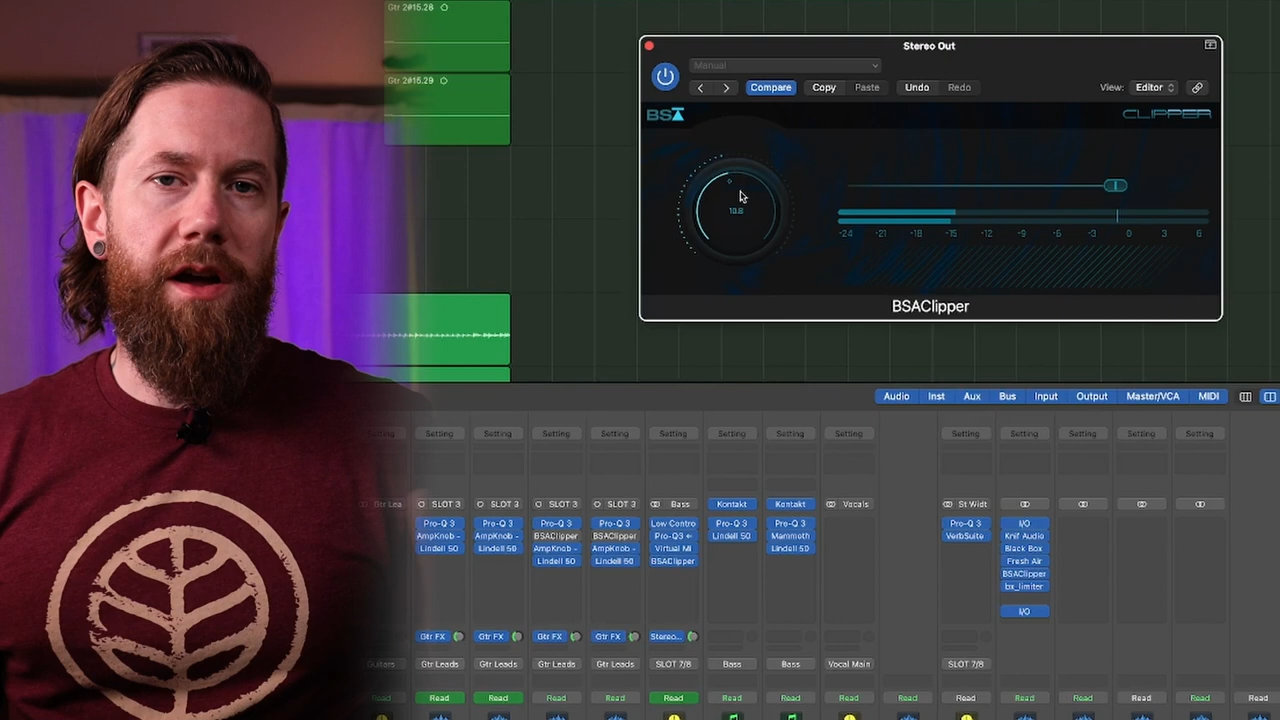 Gtr 2#15.28
Gtr 2#15.29
Stereo Out
Manual
Compare Copy Paste Undo Redo View: Editor
BSA CLIPPER
10.8
-24 -21 -18 -15 -12 -9 -6 -3 0 3 6
BSAClipper
Audio Inst Aux Bus Input Output Master/VCA MIDI
Setting Setting Setting Setting Setting Setting Setting Setting Setting Setting Setting Setting Setting Setting
Gtr Lea SLOT 3 SLOT 3 SLOT 3 SLOT 3 Bass Kontakt Kontakt Vocals St Widt
Pro-Q 3 Pro-Q 3 Pro-Q 3 Pro-Q 3 Low Contro Pro-Q 3 Pro-Q 3 Pro-Q 3 I/O
AmpKnob - AmpKnob - BSAClipper BSAClipper Pro-Q3 Lindell 50 Mammoth VerbSuite Knif Audio
Lindell 50 Lindell 50 AmpKnob - AmpKnob - Virtual Mi Lindell 50 Black Box
Lindell 50 Lindell 50 BSAClipper Fresh Air
BSAClipper
bx_limiter
I/O
Gtr FX Gtr FX Gtr FX Gtr FX Stereo...
Guitars Gtr Leads Gtr Leads Gtr Leads Gtr Leads SLOT 7/8 Bass Bass Vocal Main SLOT 7/8
Read Read Read Read Read Read Read Read Read Read Read Read Read Read Read Read